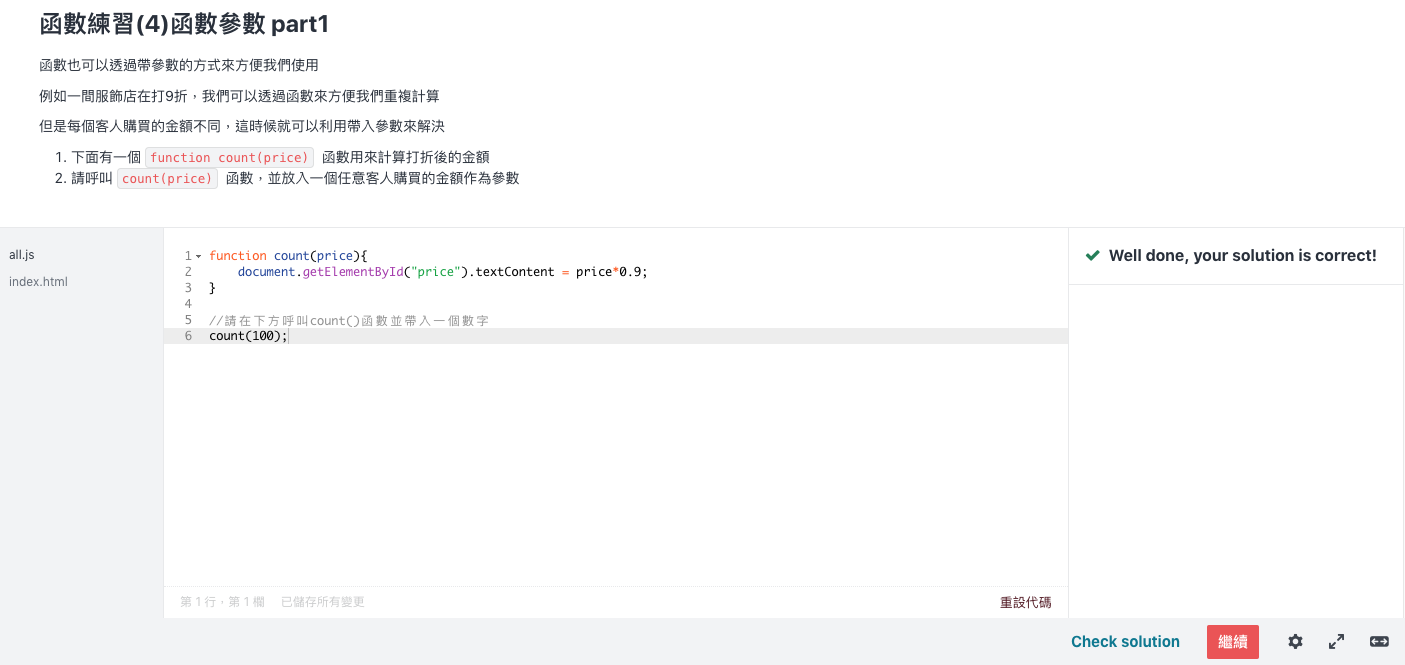 函數練習(4)函數參數 part1
函數也可以透過帶參數的方式來方便我們使用
例如一間服飾店在打9折，我們可以透過函數來方便我們重複計算
但是每個客人購買的金額不同，這時候就可以利用帶入參數來解決
1. 下面有一個 function count(price) 函數用來計算打折後的金額
2. 請呼叫 count(price) 函數，並放入一個任意客人購買的金額作為參數
all.js
index.html
1 function count(price){
2     document.getElementById("price").textContent = price*0.9;
3 }
4
5 //請在下方呼叫count()函數並帶入一個數字
6 count(100);
Well done, your solution is correct!
第 1 行，第 1 欄 已儲存所有變更
重設代碼
Check solution
繼續